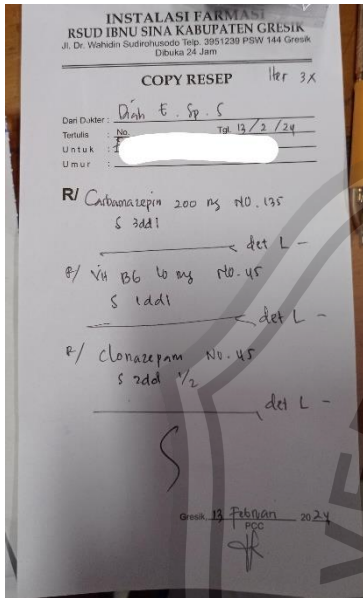 INSTALASI FARMASI
RSUD IBNU SINA KABUPATEN GRESIK
Jl. Dr. Wahidin Sudirohusodo Telp. 3951239 PSW 144 Gresik
Dibuka 24 Jam
COPY RESEP
Iter 3x
Dari Dokter : Diah E. Sp. S
Tertulis : No. Tgl. 13/2/24
Untuk :
Umur :
R/ Carbamazepin 200 mg NO. 135
S 3dd1
det L -
R/ Vit B6 10 mg No. 45
S 1dd1
det L -
R/ Clonazepam No. 45
S 2dd 1/2
det L -
Gresik, 13 Februari 2024
PCC